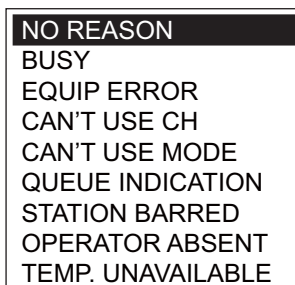 NO REASON
BUSY
EQUIP ERROR
CAN’T USE CH
CAN’T USE MODE
QUEUE INDICATION
STATION BARRED
OPERATOR ABSENT
TEMP. UNAVAILABLE